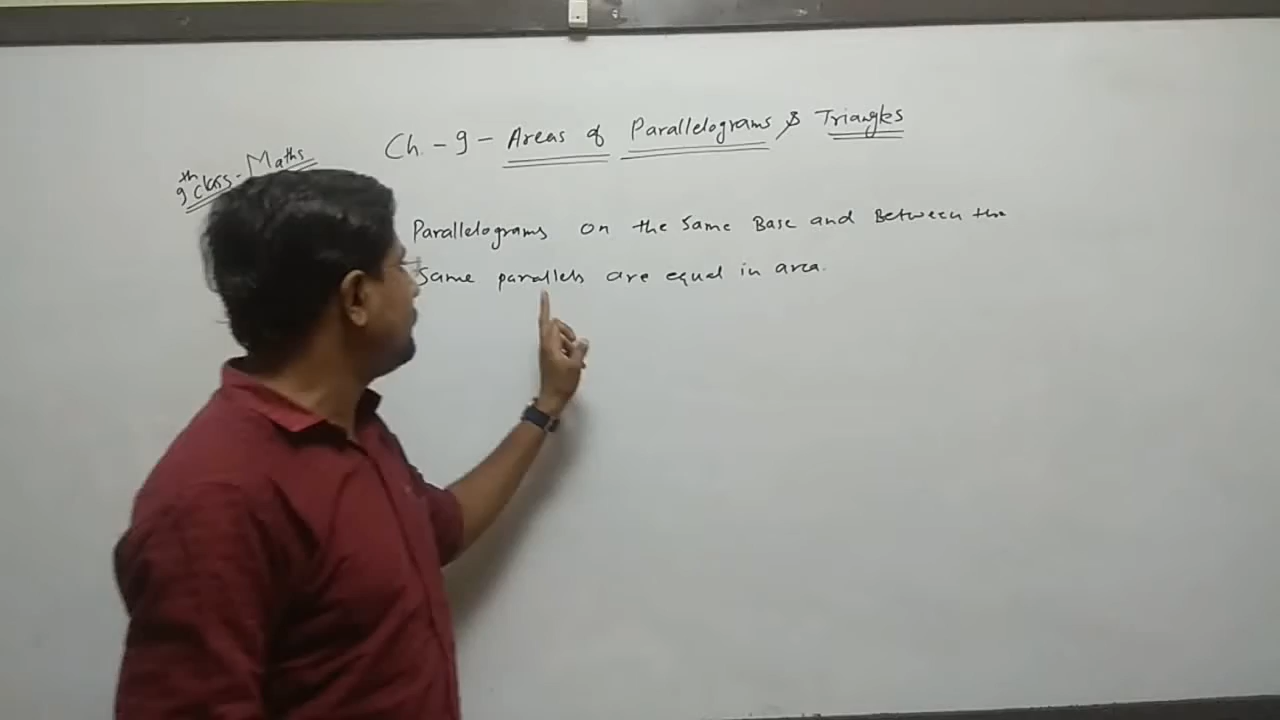 Ch. - 9 - Areas of Parallelograms & Triangles
9th Class - Maths
Parallelograms on the Same Base and Between the
Same parallels are equal in area.